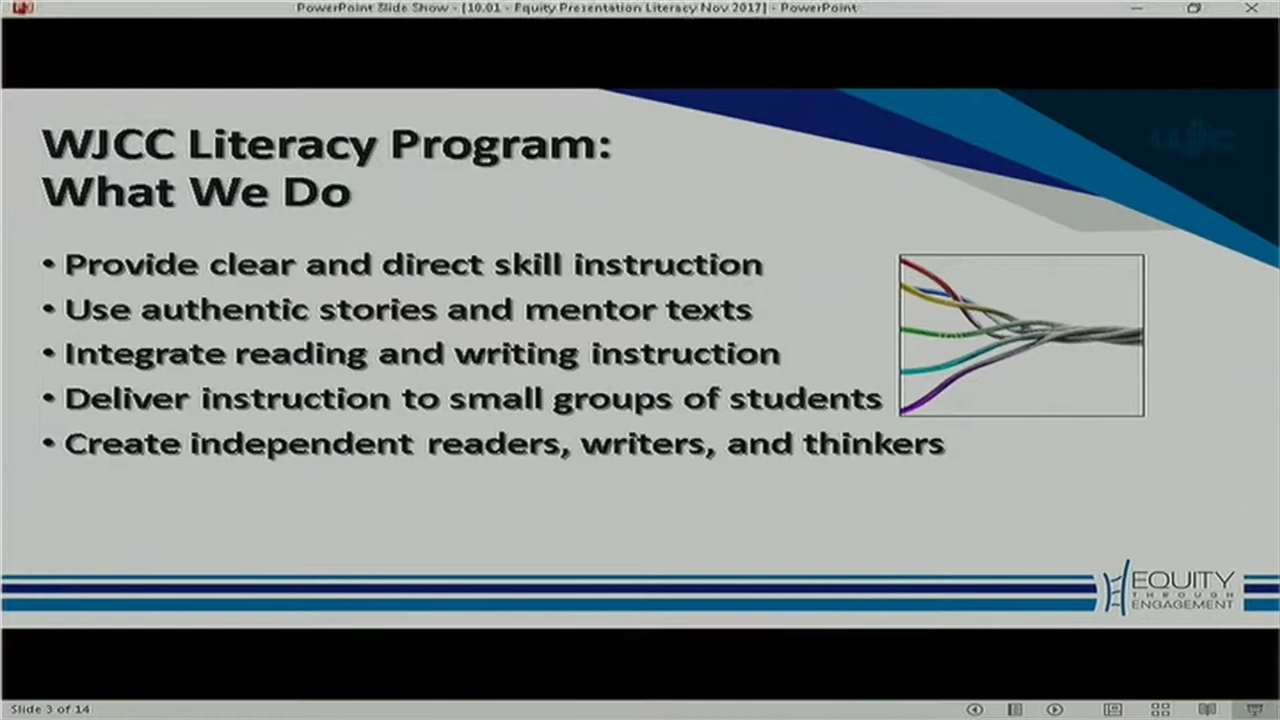 PowerPoint Slide Show - [10.01 - Equity Presentation Literacy Nov 2017] - PowerPoint
WJCC Literacy Program:
What We Do
• Provide clear and direct skill instruction
• Use authentic stories and mentor texts
• Integrate reading and writing instruction
• Deliver instruction to small groups of students
• Create independent readers, writers, and thinkers
EQUITY
THROUGH
ENGAGEMENT
Slide 3 of 14